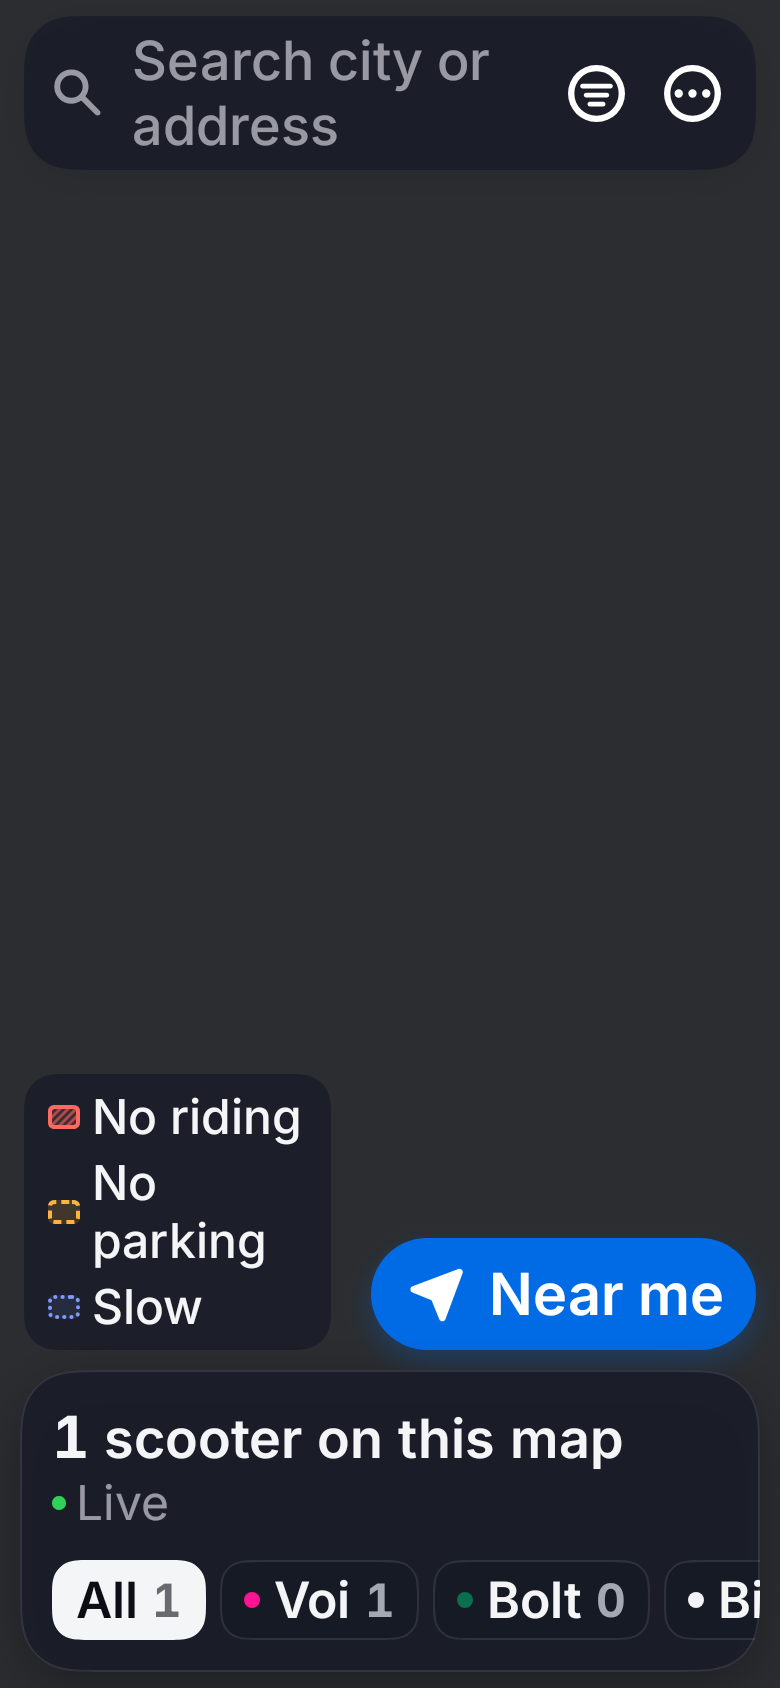 Search city or
address
No riding
No
parking
Slow
Near me
1 scooter on this map
Live
All 1
Voi 1
Bolt 0
Bi